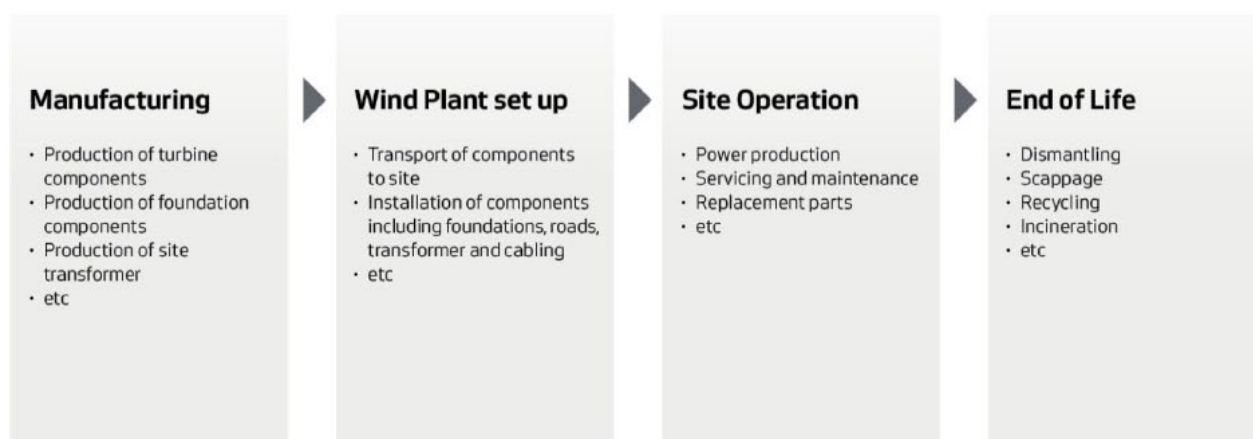 Manufacturing
· Production of turbine
components
· Production of foundation
components
· Production of site
transformer
· etc
Wind Plant set up
· Transport of components
to site
· Installation of components
including foundations, roads,
transformer and cabling
· etc
Site Operation
· Power production
· Servicing and maintenance
· Replacement parts
· etc
End of Life
· Dismantling
· Scappage
· Recycling
· Incineration
· etc